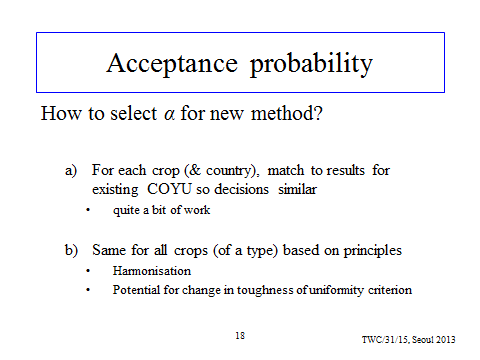 Acceptance probability
How to select α for new method?
a) For each crop (& country), match to results for
existing COYU so decisions similar
• quite a bit of work
b) Same for all crops (of a type) based on principles
• Harmonisation
• Potential for change in toughness of uniformity criterion
18
TWC/31/15, Seoul 2013